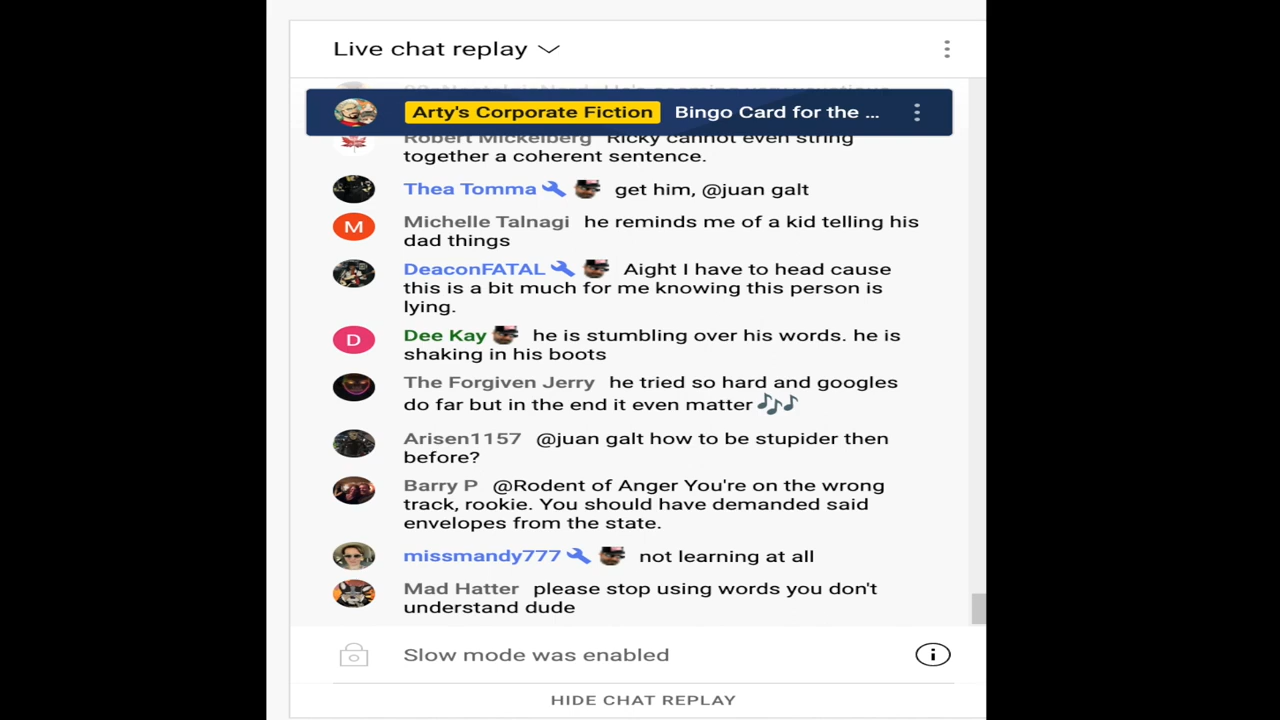 Live chat replay
Arty's Corporate Fiction Bingo Card for the ...
Robert Mickelberg Ricky cannot even string
together a coherent sentence.
Thea Tomma get him, @juan galt
M Michelle Talnagi he reminds me of a kid telling his
dad things
DeaconFATAL Aight I have to head cause
this is a bit much for me knowing this person is
lying.
D Dee Kay he is stumbling over his words. he is
shaking in his boots
The Forgiven Jerry he tried so hard and googles
do far but in the end it even matter 🎶
Arisen1157 @juan galt how to be stupider then
before?
Barry P @Rodent of Anger You're on the wrong
track, rookie. You should have demanded said
envelopes from the state.
missmandy777 not learning at all
Mad Hatter please stop using words you don't
understand dude
Slow mode was enabled
HIDE CHAT REPLAY